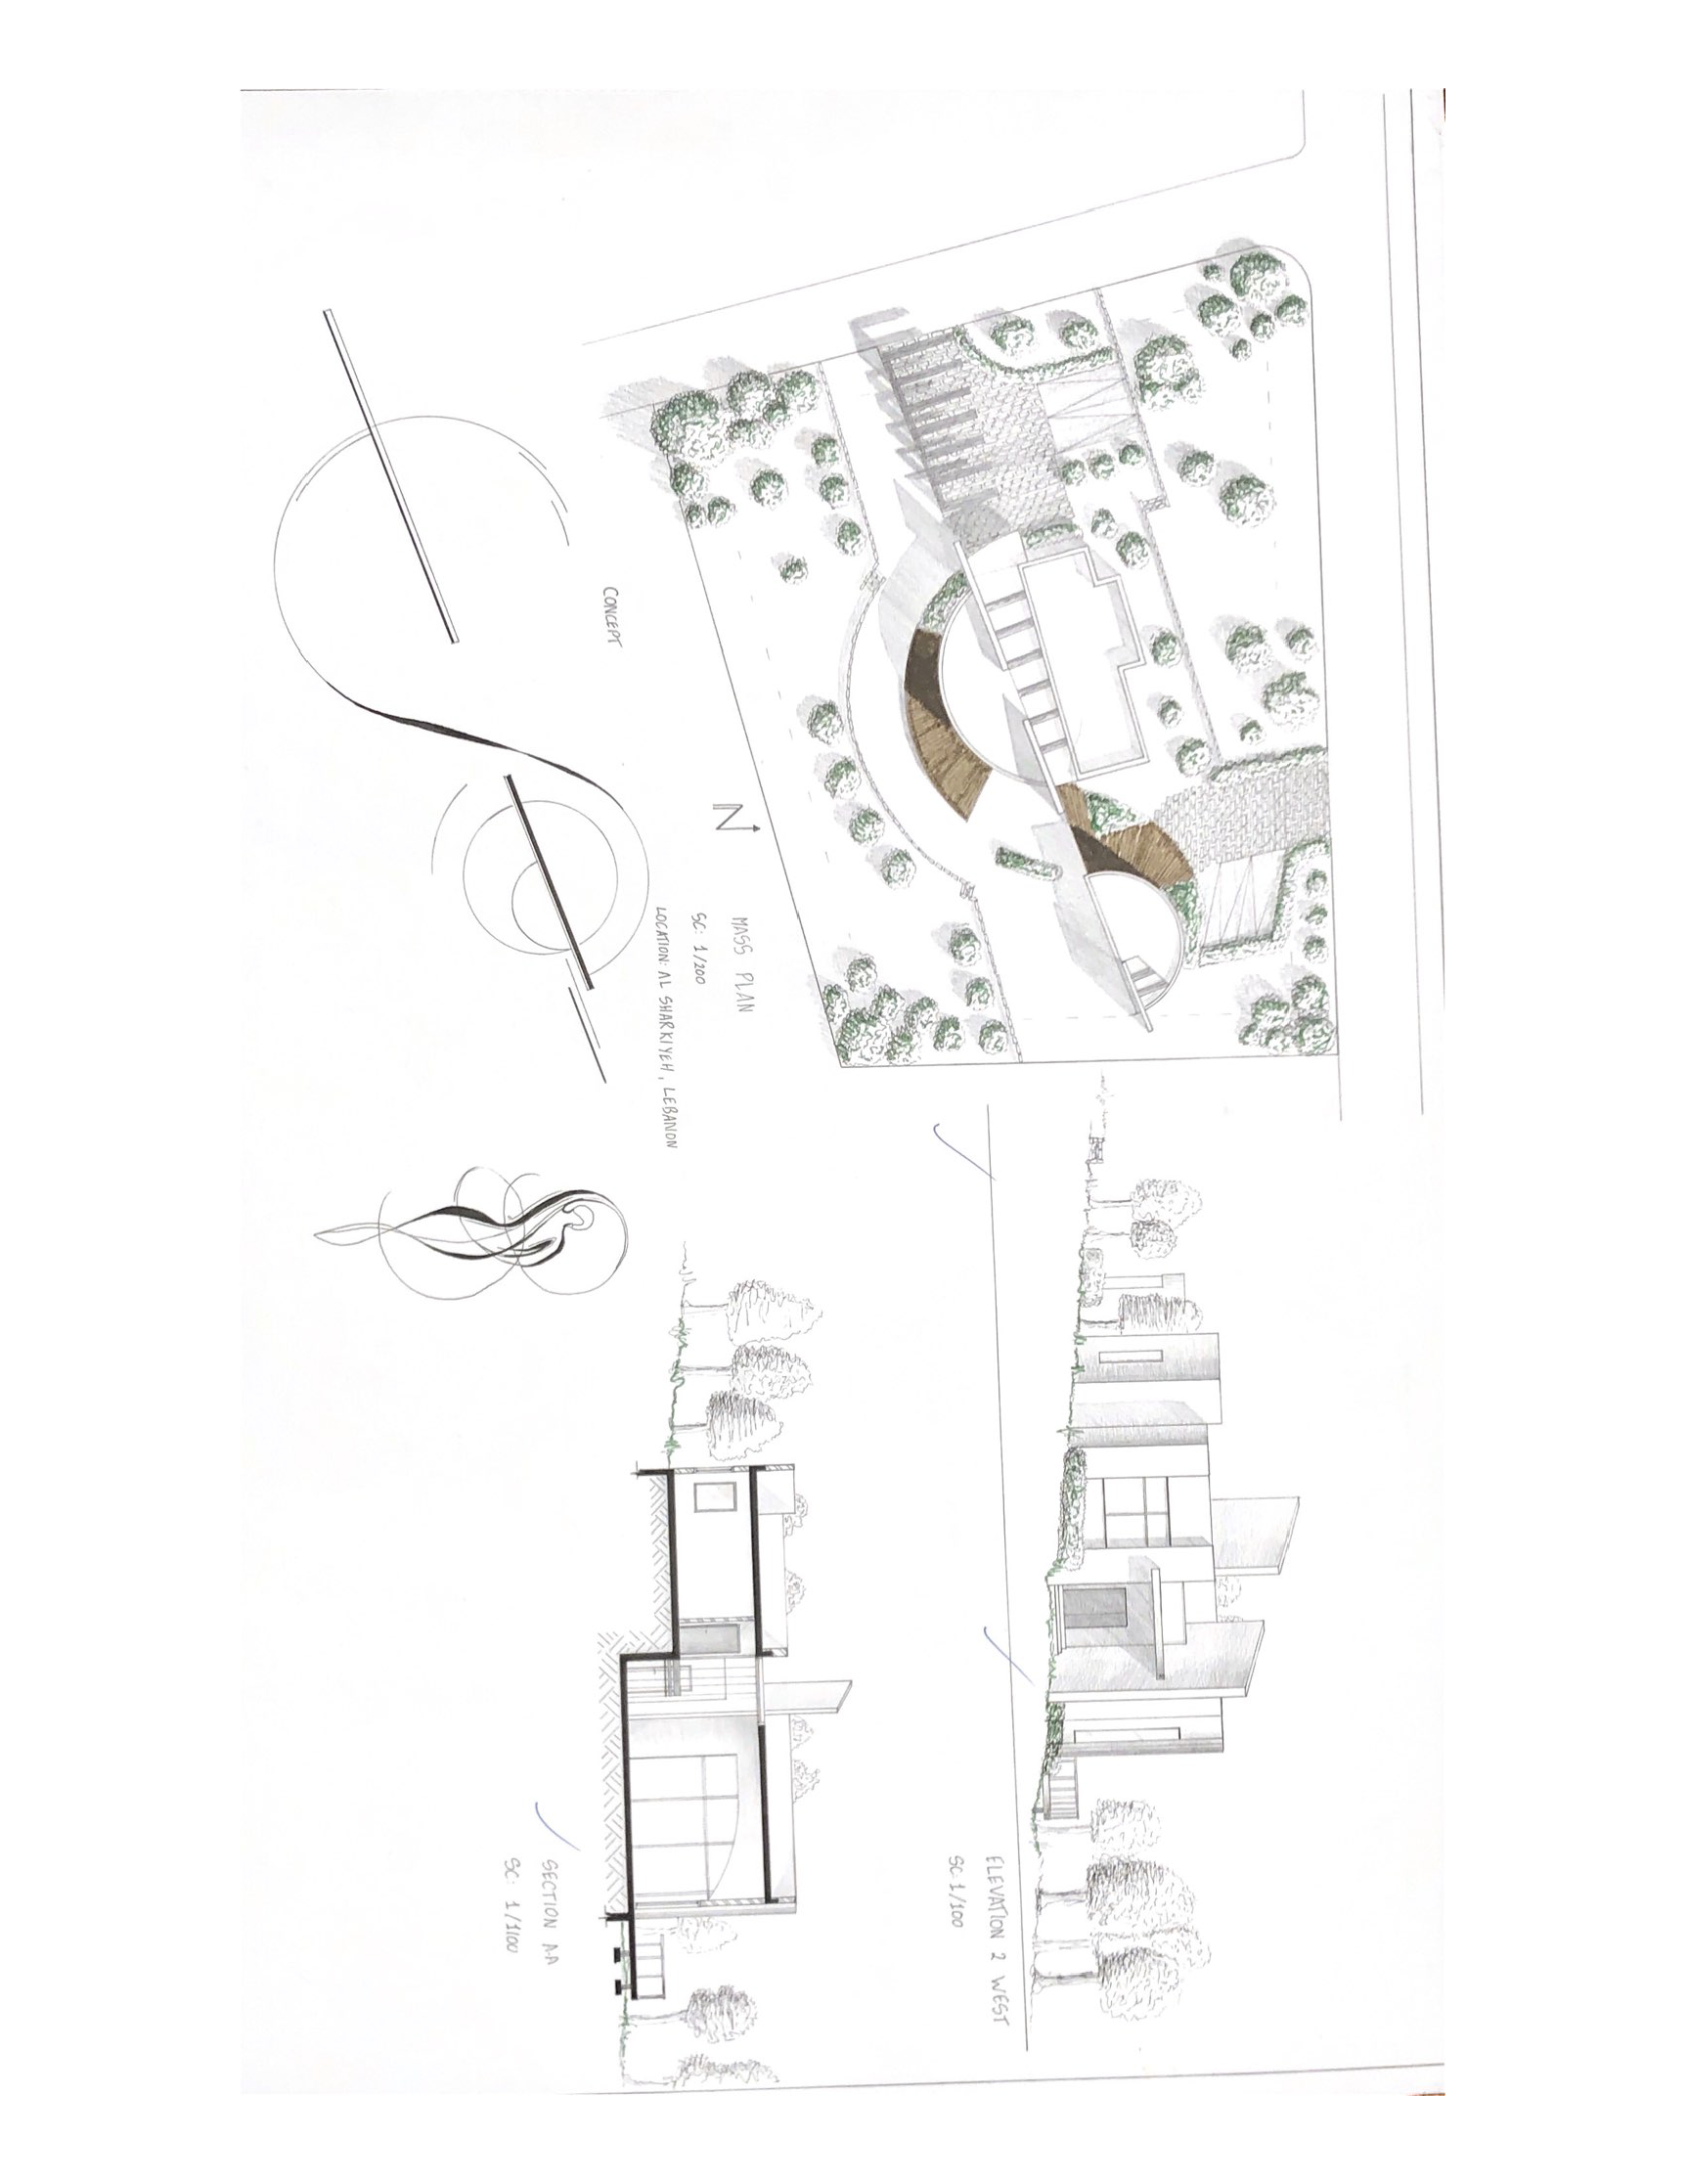 CONCEPT
N
MASS PLAN
SC: 1/200
LOCATION: AL SHARKIYEH, LEBANON
ELEVATION 2 WEST
SC: 1/100
SECTION AA
SC: 1/100